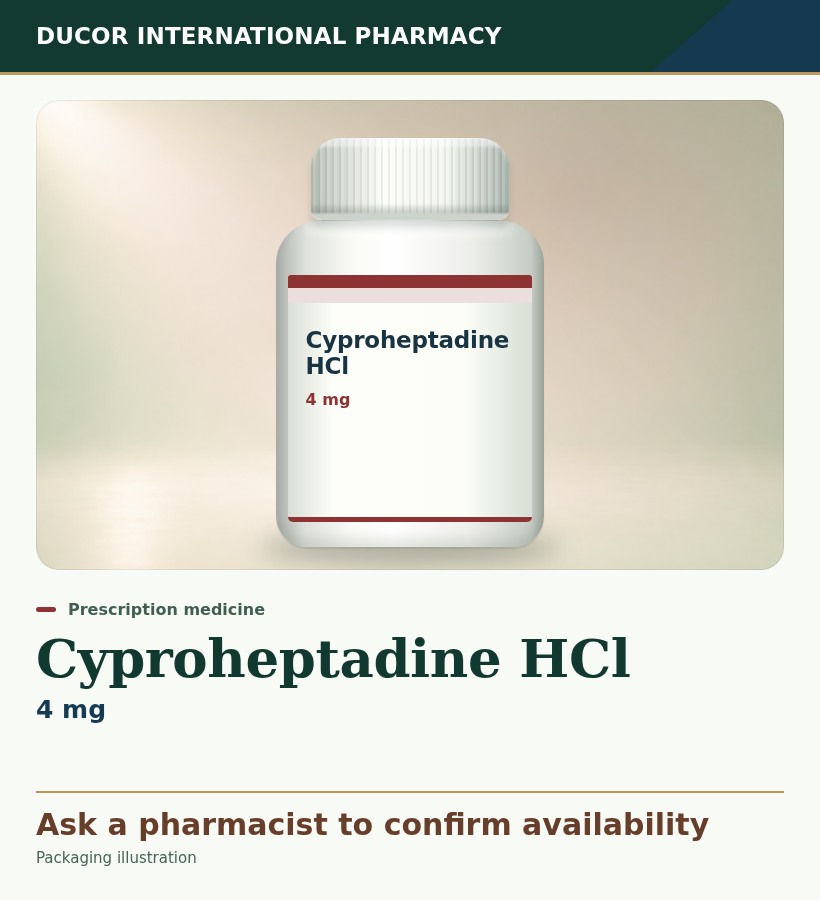 DUCOR INTERNATIONAL PHARMACY
Cyproheptadine
HCl
4 mg
Prescription medicine
Cyproheptadine HCl
4 mg
Ask a pharmacist to confirm availability
Packaging illustration